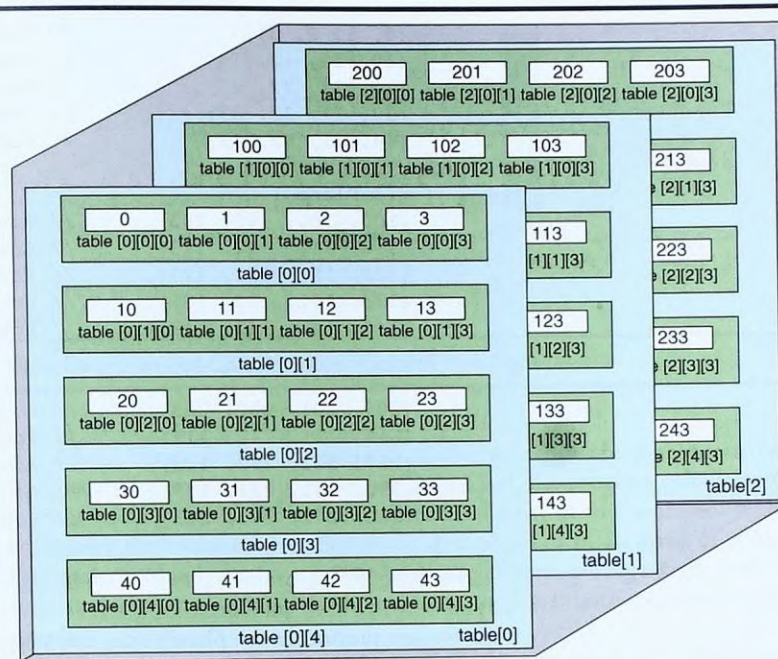 200 201 202 203
table [2][0][0] table [2][0][1] table [2][0][2] table [2][0][3]
100 101 102 103
table [1][0][0] table [1][0][1] table [1][0][2] table [1][0][3]
213
[2][1][3]
0 1 2 3
table [0][0][0] table [0][0][1] table [0][0][2] table [0][0][3]
table [0][0]
113
[1][1][3]
223
[2][2][3]
10 11 12 13
table [0][1][0] table [0][1][1] table [0][1][2] table [0][1][3]
table [0][1]
123
[1][2][3]
233
[2][3][3]
20 21 22 23
table [0][2][0] table [0][2][1] table [0][2][2] table [0][2][3]
table [0][2]
133
[1][3][3]
243
[2][4][3]
table[2]
30 31 32 33
table [0][3][0] table [0][3][1] table [0][3][2] table [0][3][3]
table [0][3]
143
[1][4][3]
table[1]
40 41 42 43
table [0][4][0] table [0][4][1] table [0][4][2] table [0][4][3]
table [0][4] table[0]